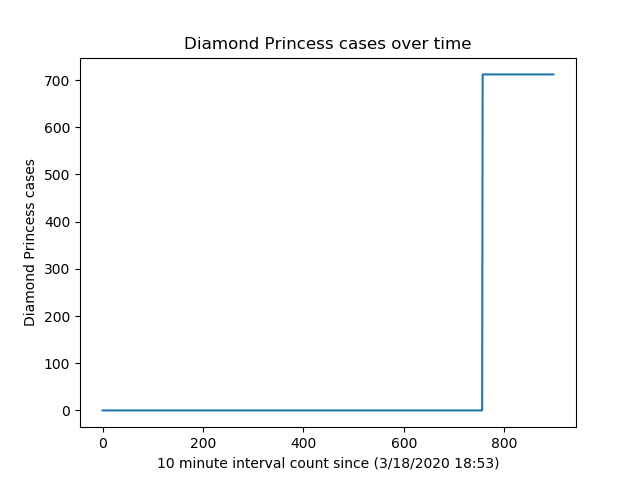 Diamond Princess cases over time
700
600
500
400
300
200
100
0
Diamond Princess cases
0 200 400 600 800
10 minute interval count since (3/18/2020 18:53)